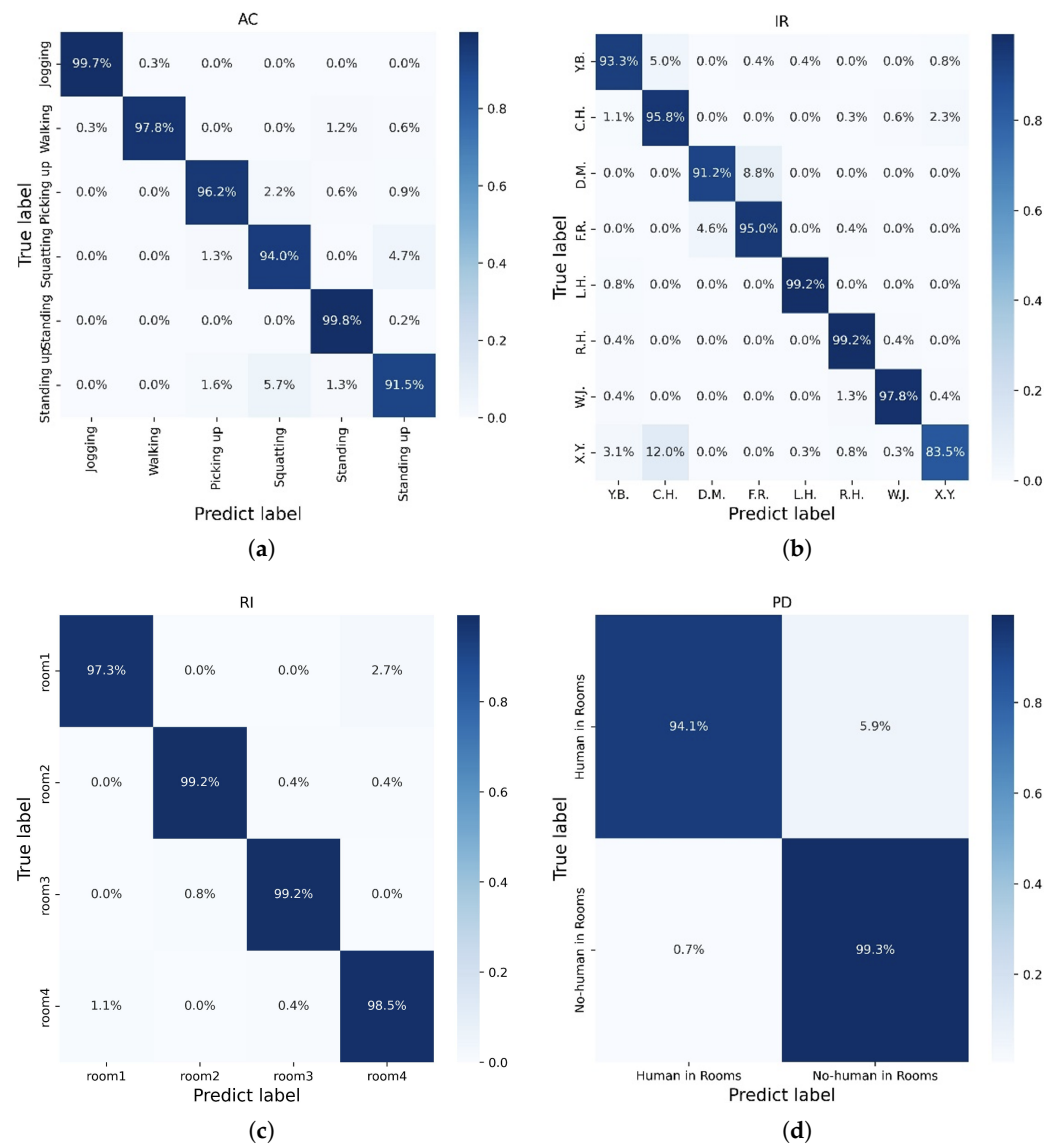 AC
Jogging 99.7% 0.3% 0.0% 0.0% 0.0% 0.0%
Walking 0.3% 97.8% 0.0% 0.0% 1.2% 0.6%
Picking up 0.0% 0.0% 96.2% 2.2% 0.6% 0.9%
Squatting 0.0% 0.0% 1.3% 94.0% 0.0% 4.7%
Standing 0.0% 0.0% 0.0% 0.0% 99.8% 0.2%
Standing up 0.0% 0.0% 1.6% 5.7% 1.3% 91.5%
True label
Jogging Walking Picking up Squatting Standing Standing up
Predict label
0.8
0.6
0.4
0.2
0.0
(a)
IR
Y.B. 93.3% 5.0% 0.0% 0.4% 0.4% 0.0% 0.0% 0.8%
C.H. 1.1% 95.8% 0.0% 0.0% 0.0% 0.3% 0.6% 2.3%
D.M. 0.0% 0.0% 91.2% 8.8% 0.0% 0.0% 0.0% 0.0%
F.R. 0.0% 0.0% 4.6% 95.0% 0.0% 0.4% 0.0% 0.0%
L.H. 0.8% 0.0% 0.0% 0.0% 99.2% 0.0% 0.0% 0.0%
R.H. 0.4% 0.0% 0.0% 0.0% 0.0% 99.2% 0.4% 0.0%
W.J. 0.4% 0.0% 0.0% 0.0% 0.0% 1.3% 97.8% 0.4%
X.Y. 3.1% 12.0% 0.0% 0.0% 0.3% 0.8% 0.3% 83.5%
True label
Y.B. C.H. D.M. F.R. L.H. R.H. W.J. X.Y.
Predict label
0.8
0.6
0.4
0.2
0.0
(b)
RI
room1 97.3% 0.0% 0.0% 2.7%
room2 0.0% 99.2% 0.4% 0.4%
room3 0.0% 0.8% 99.2% 0.0%
room4 1.1% 0.0% 0.4% 98.5%
True label
room1 room2 room3 room4
Predict label
0.8
0.6
0.4
0.2
0.0
(c)
PD
Human in Rooms 94.1% 5.9%
No-human in Rooms 0.7% 99.3%
True label
Human in Rooms No-human in Rooms
Predict label
0.8
0.6
0.4
0.2
(d)